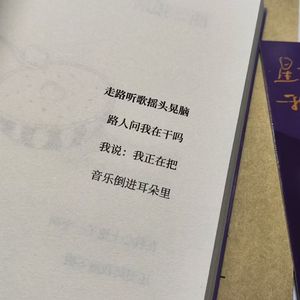 走路听歌摇头晃脑
路人问我在干吗
我说：我正在把
音乐倒进耳朵里
星